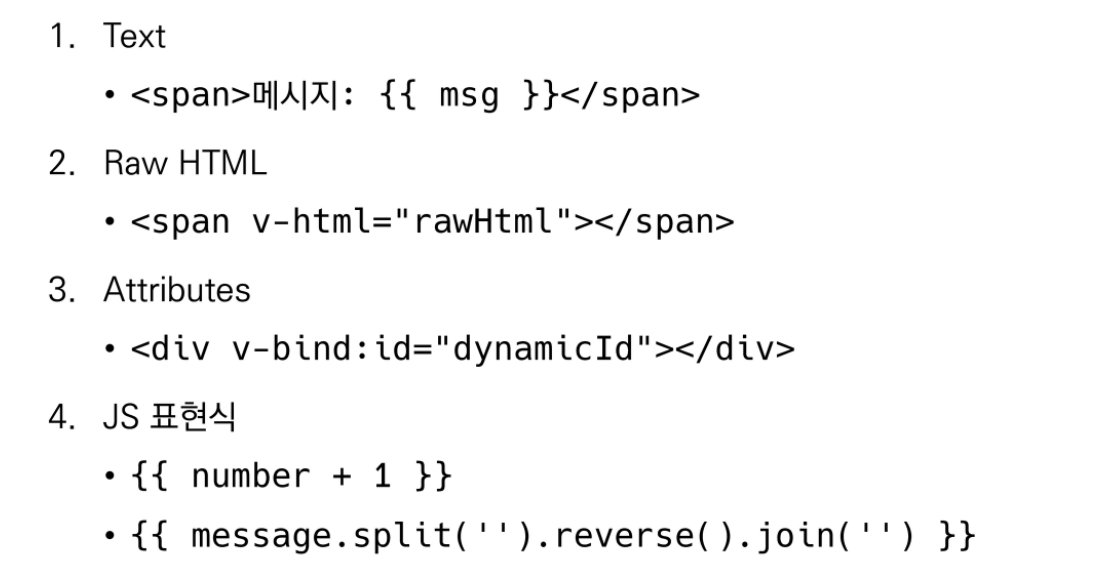 1. Text
• <span>메시지: {{ msg }}</span>
2. Raw HTML
• <span v-html="rawHtml"></span>
3. Attributes
• <div v-bind:id="dynamicId"></div>
4. JS 표현식
• {{ number + 1 }}
• {{ message.split('').reverse().join('') }}